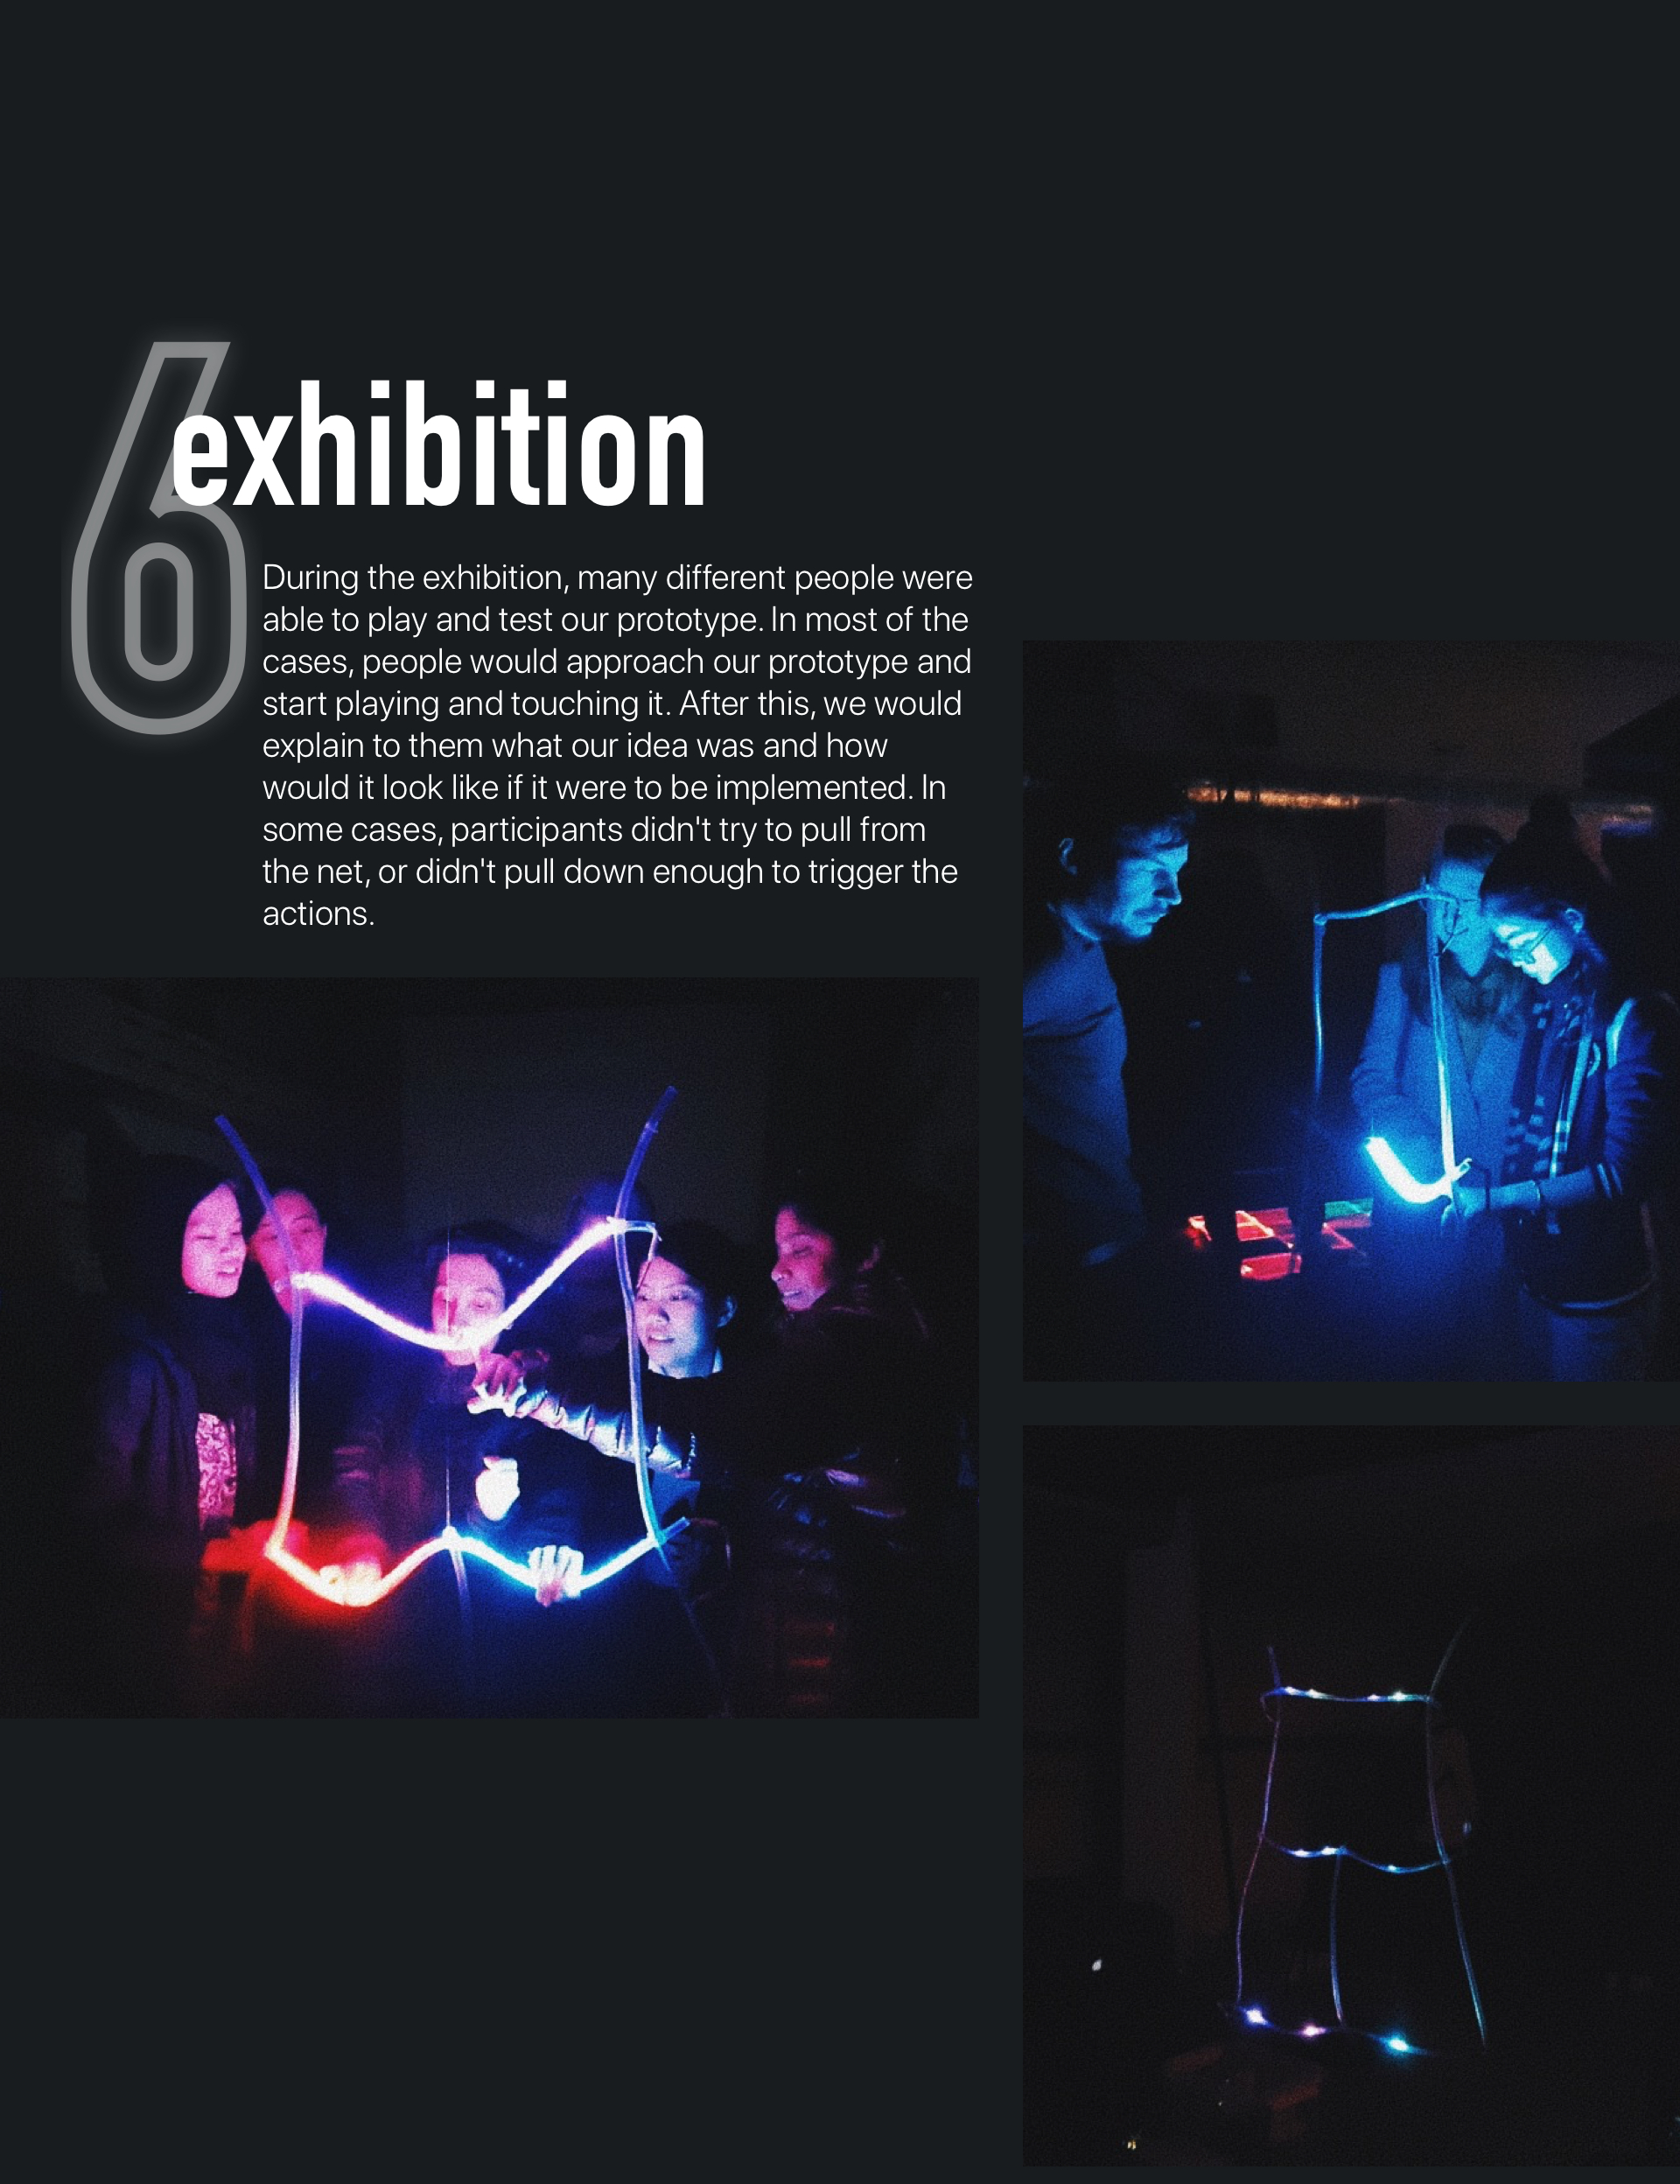 6
exhibition
During the exhibition, many different people were
able to play and test our prototype. In most of the
cases, people would approach our prototype and
start playing and touching it. After this, we would
explain to them what our idea was and how
would it look like if it were to be implemented. In
some cases, participants didn't try to pull from
the net, or didn't pull down enough to trigger the
actions.